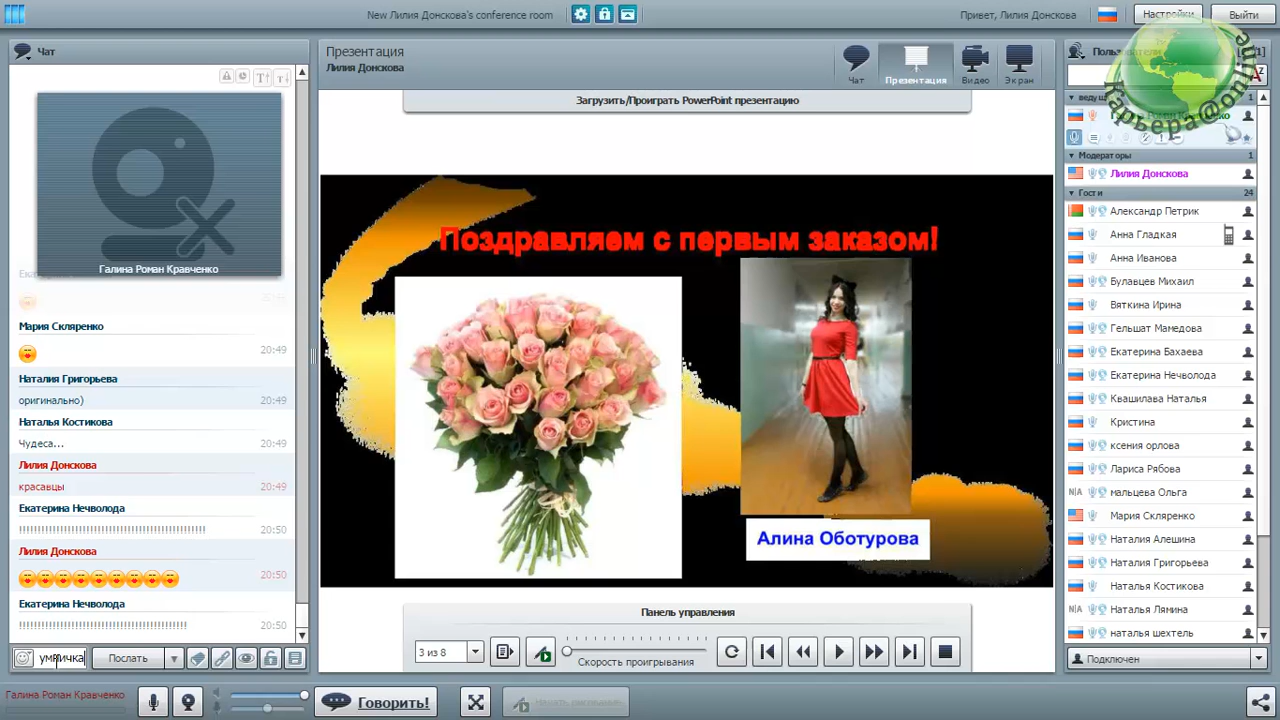 New Лилия Донскова's conference room
Привет, Лилия Донскова
Настройки
Выйти
Чат
Галина Роман Кравченко
Мария Скляренко
20:49
Наталия Григорьева
оригинально)
20:49
Наталья Костикова
Чудеса...
20:49
Лилия Донскова
красавцы
20:49
Екатерина Нечволода
!!!!!!!!!!!!!!!!!!!!!!!!!!!!!!!!!!!!!!!!!!!!!!!
20:50
Лилия Донскова
20:50
Екатерина Нечволода
!!!!!!!!!!!!!!!!!!!!!!!!!!!!!!!!!!!!!!!!!!!
20:50
Послать
Галина Роман Кравченко
Презентация
Лилия Донскова
Чат
Презентация
Видео
Экран
Загрузить/Проиграть PowerPoint презентацию
Поздравляем с первым заказом!
Алина Оботурова
Панель управления
3 из 8
Скорость проигрывания
Говорить!
Начать рисование
карьера@online
Модераторы
1
Лилия Донскова
Гости
24
Александр Петрик
Анна Гладкая
Анна Иванова
Булавцев Михаил
Вяткина Ирина
Гельшат Мамедова
Екатерина Бахаева
Екатерина Нечволода
Квашилава Наталья
Кристина
ксения орлова
Лариса Рябова
N/A мальцева Ольга
Мария Скляренко
Наталия Алешина
Наталия Григорьева
Наталья Костикова
N/A Наталья Лямина
наталья шехтель
Подключен